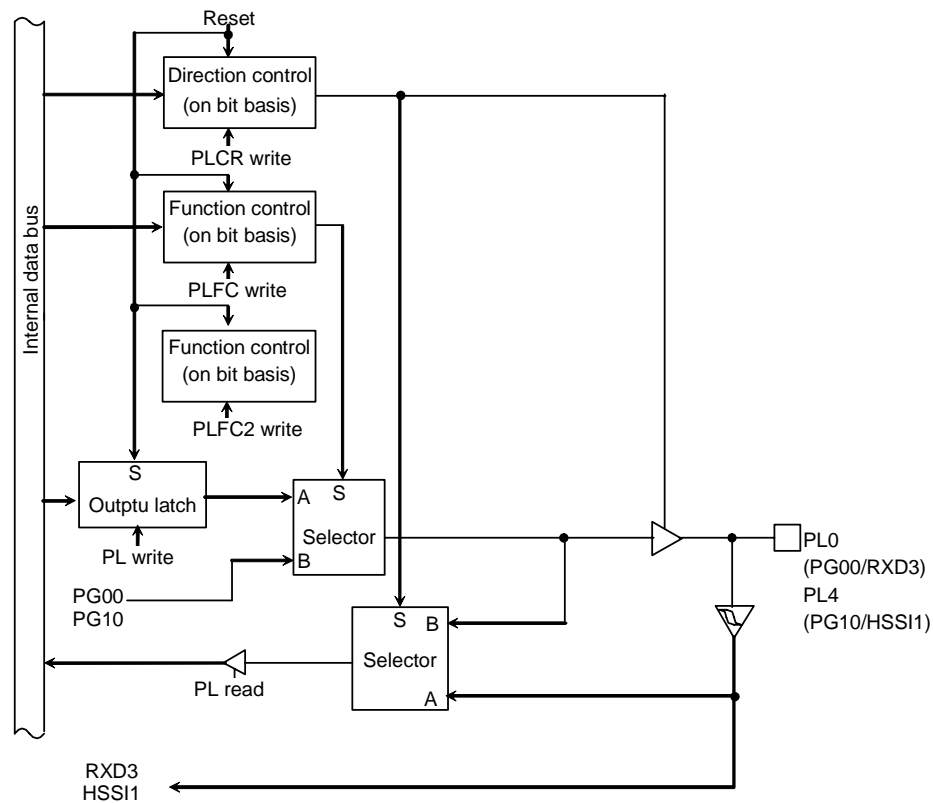 Reset
Direction control
(on bit basis)
PLCR write
Function control
(on bit basis)
PLFC write
Function control
(on bit basis)
PLFC2 write
Internal data bus
S
Outptu latch
PL write
A
S
Selector
B
PG00
PG10
PL0
(PG00/RXD3)
PL4
(PG10/HSSI1)
S
B
Selector
A
PL read
RXD3
HSSI1